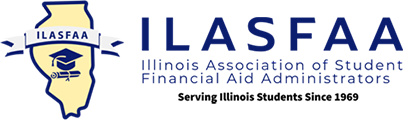 ILASFAA
ILASFAA
Illinois Association of Student
Financial Aid Administrators
Serving Illinois Students Since 1969